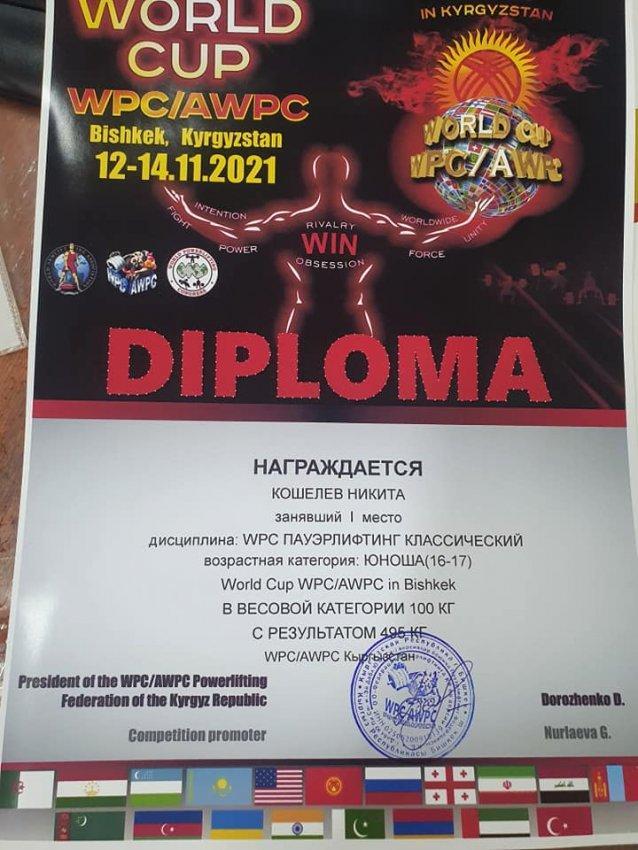 WORLD
CUP
WPC/AWPC
Bishkek, Kyrgyzstan
12-14.11.2021
IN KYRGYZSTAN
WORLD CUP
WPC/AWPC
INTENTION
FIGHT
POWER
RIVALRY
WIN
OBSESSION
WORLDWIDE
FORCE
UNITY
WPC AWPC
DIPLOMA
НАГРАЖДАЕТСЯ
КОШЕЛЕВ НИКИТА
занявший I место
дисциплина: WPC ПАУЭРЛИФТИНГ КЛАССИЧЕСКИЙ
возрастная категория: ЮНОША(16-17)
World Cup WPC/AWPC in Bishkek
В ВЕСОВОЙ КАТЕГОРИИ 100 КГ
С РЕЗУЛЬТАТОМ 495 КГ
WPC/AWPC Кыргызстан
President of the WPC/AWPC Powerlifting
Federation of the Kyrgyz Republic
Dorozhenko D.
Competition promoter
Nurlaeva G.
WPC/AWPC